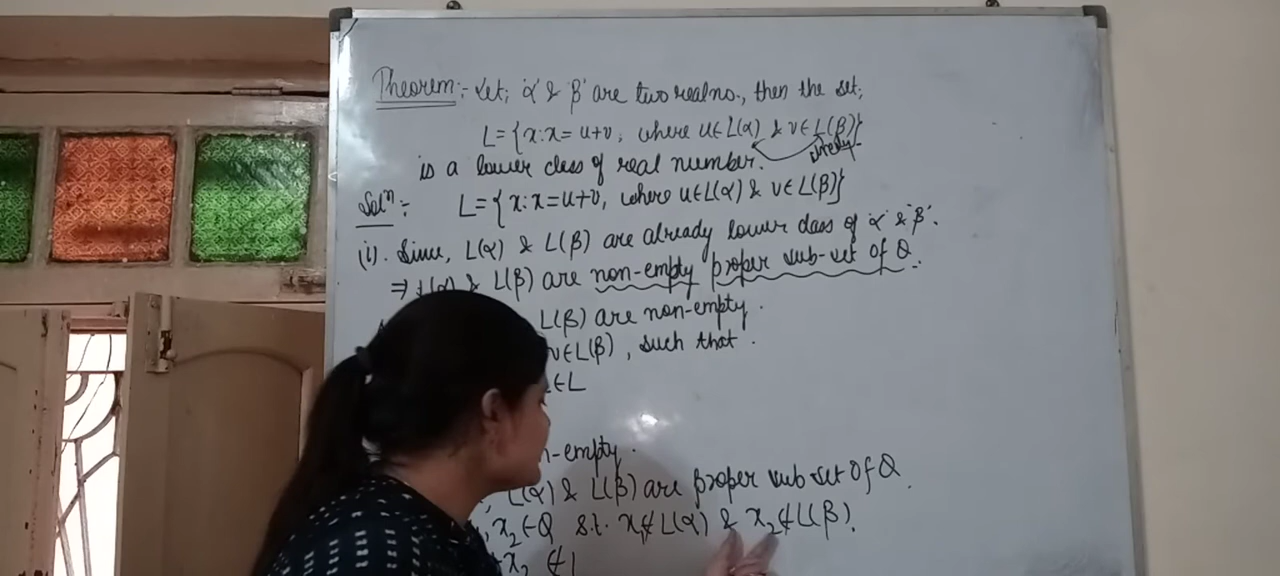 Theorem:- Let, 'α' & 'β' are two real no., then the set,
L = {x: x = u+v, where u∈L(α) & v∈L(β)}
is a lower class of real number.
Solⁿ:- L = {x: x = u+v, where u∈L(α) & v∈L(β)}
(i). Since, L(α) & L(β) are already lower class of 'α' & 'β'.
⇒ L(α) & L(β) are non-empty proper sub-set of Q.
L(β) are non-empty.
v∈L(β), such that.
∈L
n-empty.
L(α) & L(β) are proper subset of Q.
x₂∈Q s.t. x₁∉L(α) & x₂∉L(β).
+x₂ ∉L